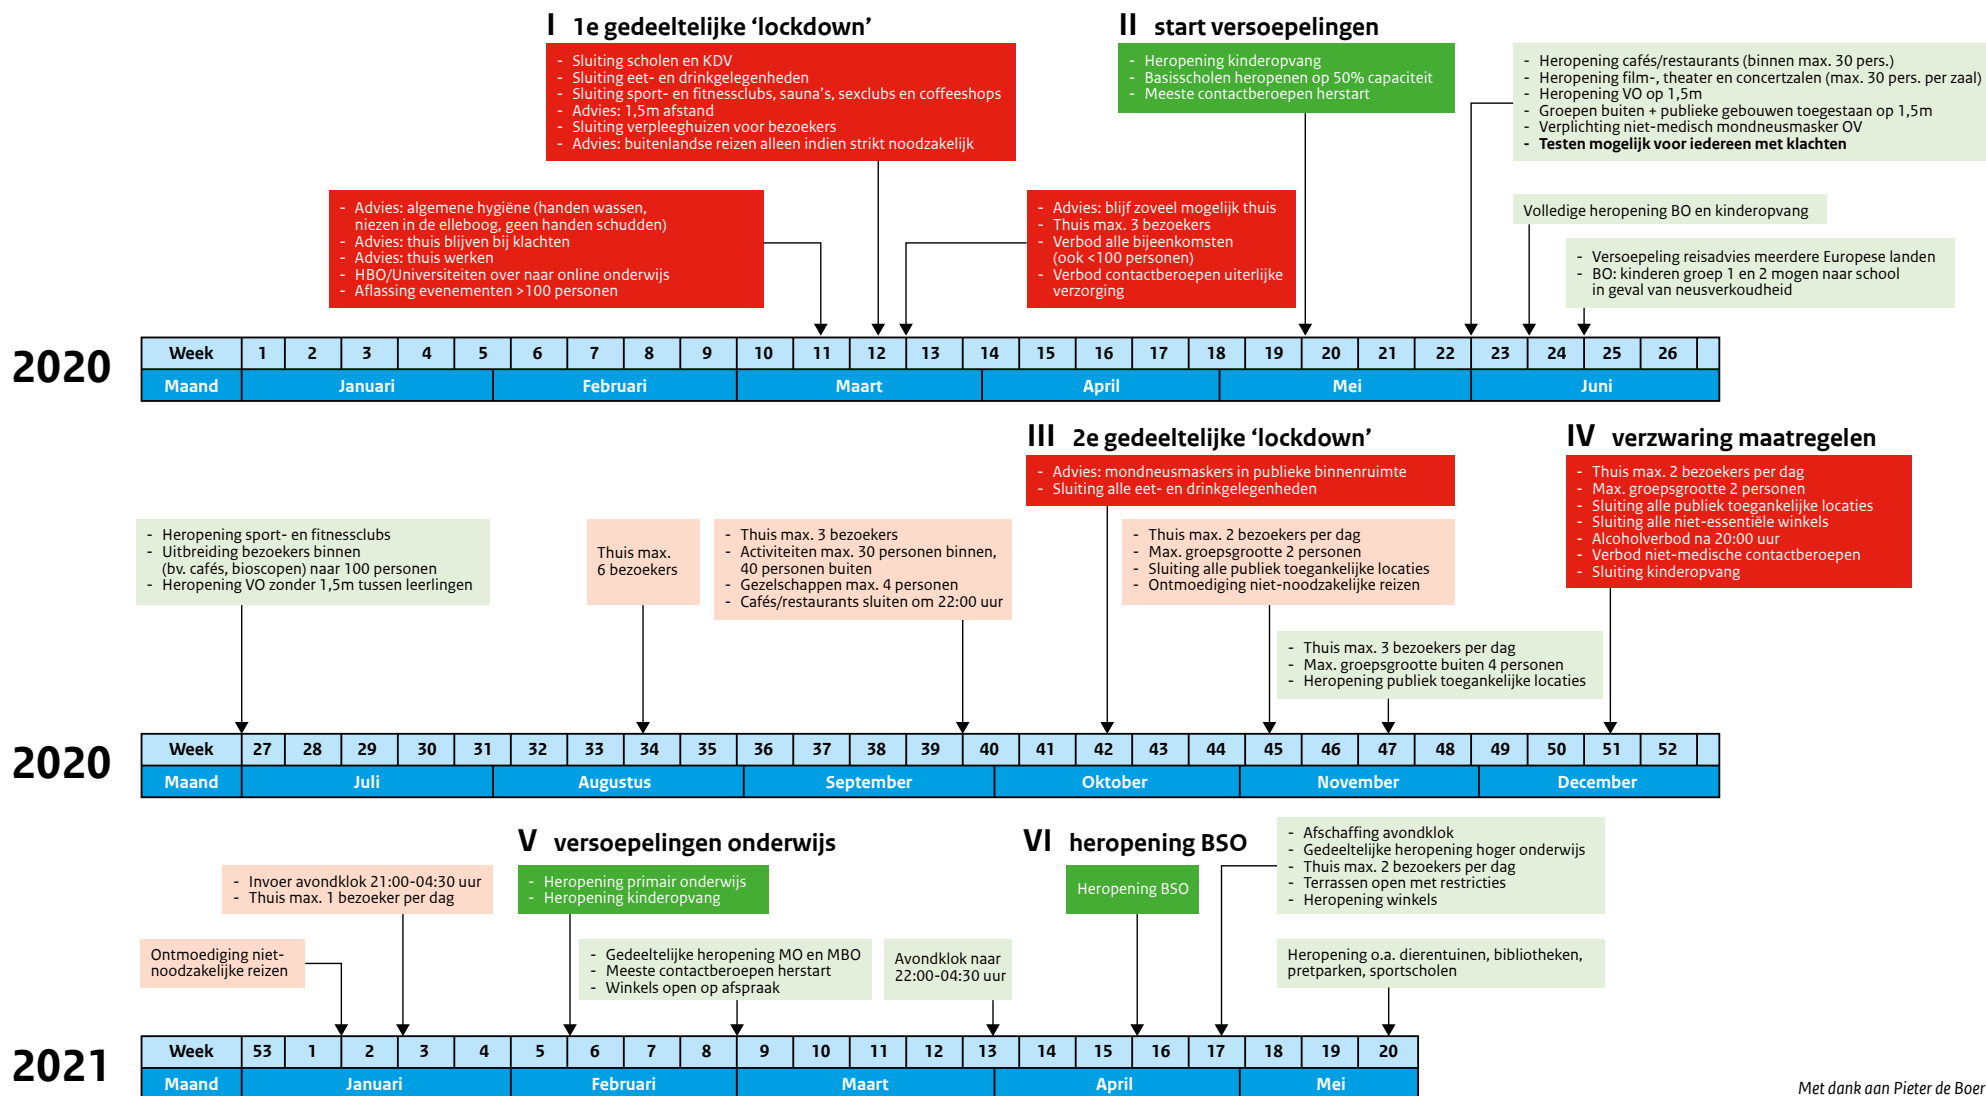 I 1e gedeeltelijke ‘lockdown’
- Sluiting scholen en KDV
- Sluiting eet- en drinkgelegenheden
- Sluiting sport- en fitnessclubs, sauna’s, sexclubs en coffeeshops
- Advies: 1,5m afstand
- Sluiting verpleeghuizen voor bezoekers
- Advies: buitenlandse reizen alleen indien strikt noodzakelijk
II start versoepelingen
- Heropening kinderopvang
- Basisscholen heropenen op 50% capaciteit
- Meeste contactberoepen herstart
- Heropening cafés/restaurants (binnen max. 30 pers.)
- Heropening film-, theater en concertzalen (max. 30 pers. per zaal)
- Heropening VO op 1,5m
- Groepen buiten + publieke gebouwen toegestaan op 1,5m
- Verplichting niet-medisch mondneusmasker OV
- Testen mogelijk voor iedereen met klachten
- Advies: algemene hygiëne (handen wassen,
niezen in de elleboog, geen handen schudden)
- Advies: thuis blijven bij klachten
- Advies: thuis werken
- HBO/Universiteiten over naar online onderwijs
- Aflassing evenementen >100 personen
- Advies: blijf zoveel mogelijk thuis
- Thuis max. 3 bezoekers
- Verbod alle bijeenkomsten
(ook <100 personen)
- Verbod contactberoepen uiterlijke
verzorging
Volledige heropening BO en kinderopvang
- Versoepeling reisadvies meerdere Europese landen
- BO: kinderen groep 1 en 2 mogen naar school
in geval van neusverkoudheid
2020
Week 1 2 3 4 5 6 7 8 9 10 11 12 13 14 15 16 17 18 19 20 21 22 23 24 25 26
Maand Januari Februari Maart April Mei Juni
III 2e gedeeltelijke ‘lockdown’
- Advies: mondneusmaskers in publieke binnenruimte
- Sluiting alle eet- en drinkgelegenheden
IV verzwaring maatregelen
- Thuis max. 2 bezoekers per dag
- Max. groepsgrootte 2 personen
- Sluiting alle publiek toegankelijke locaties
- Sluiting alle niet-essentiële winkels
- Alcoholverbod na 20:00 uur
- Verbod niet-medische contactberoepen
- Sluiting kinderopvang
- Heropening sport- en fitnessclubs
- Uitbreiding bezoekers binnen
(bv. cafés, bioscopen) naar 100 personen
- Heropening VO zonder 1,5m tussen leerlingen
Thuis max.
6 bezoekers
- Thuis max. 3 bezoekers
- Activiteiten max. 30 personen binnen,
40 personen buiten
- Gezelschappen max. 4 personen
- Cafés/restaurants sluiten om 22:00 uur
- Thuis max. 2 bezoekers per dag
- Max. groepsgrootte 2 personen
- Sluiting alle publiek toegankelijke locaties
- Ontmoediging niet-noodzakelijke reizen
- Thuis max. 3 bezoekers per dag
- Max. groepsgrootte buiten 4 personen
- Heropening publiek toegankelijke locaties
2020
Week 27 28 29 30 31 32 33 34 35 36 37 38 39 40 41 42 43 44 45 46 47 48 49 50 51 52
Maand Juli Augustus September Oktober November December
V versoepelingen onderwijs
- Heropening primair onderwijs
- Heropening kinderopvang
VI heropening BSO
Heropening BSO
- Afschaffing avondklok
- Gedeeltelijke heropening hoger onderwijs
- Thuis max. 2 bezoekers per dag
- Terrassen open met restricties
- Heropening winkels
- Invoer avondklok 21:00-04:30 uur
- Thuis max. 1 bezoeker per dag
Ontmoediging niet-
noodzakelijke reizen
- Gedeeltelijke heropening MO en MBO
- Meeste contactberoepen herstart
- Winkels open op afspraak
Avondklok naar
22:00-04:30 uur
Heropening o.a. dierentuinen, bibliotheken,
pretparken, sportscholen
2021
Week 53 1 2 3 4 5 6 7 8 9 10 11 12 13 14 15 16 17 18 19 20
Maand Januari Februari Maart April Mei
Met dank aan Pieter de Boer